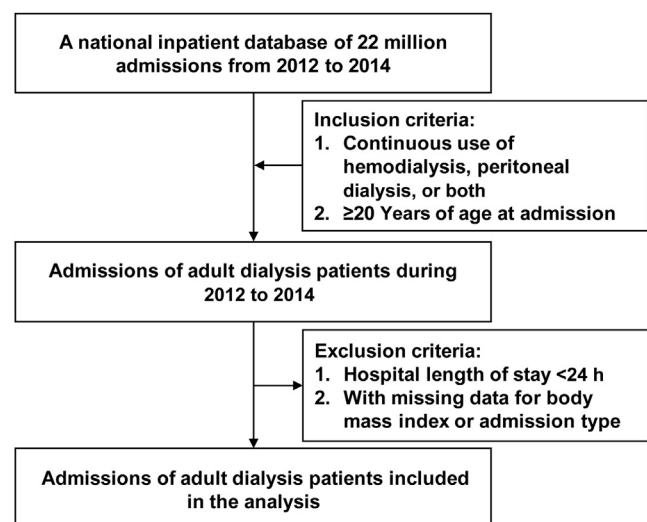 A national inpatient database of 22 million
admissions from 2012 to 2014
Inclusion criteria:
1. Continuous use of
hemodialysis, peritoneal
dialysis, or both
2. ≥20 Years of age at admission
Admissions of adult dialysis patients during
2012 to 2014
Exclusion criteria:
1. Hospital length of stay <24 h
2. With missing data for body
mass index or admission type
Admissions of adult dialysis patients included
in the analysis